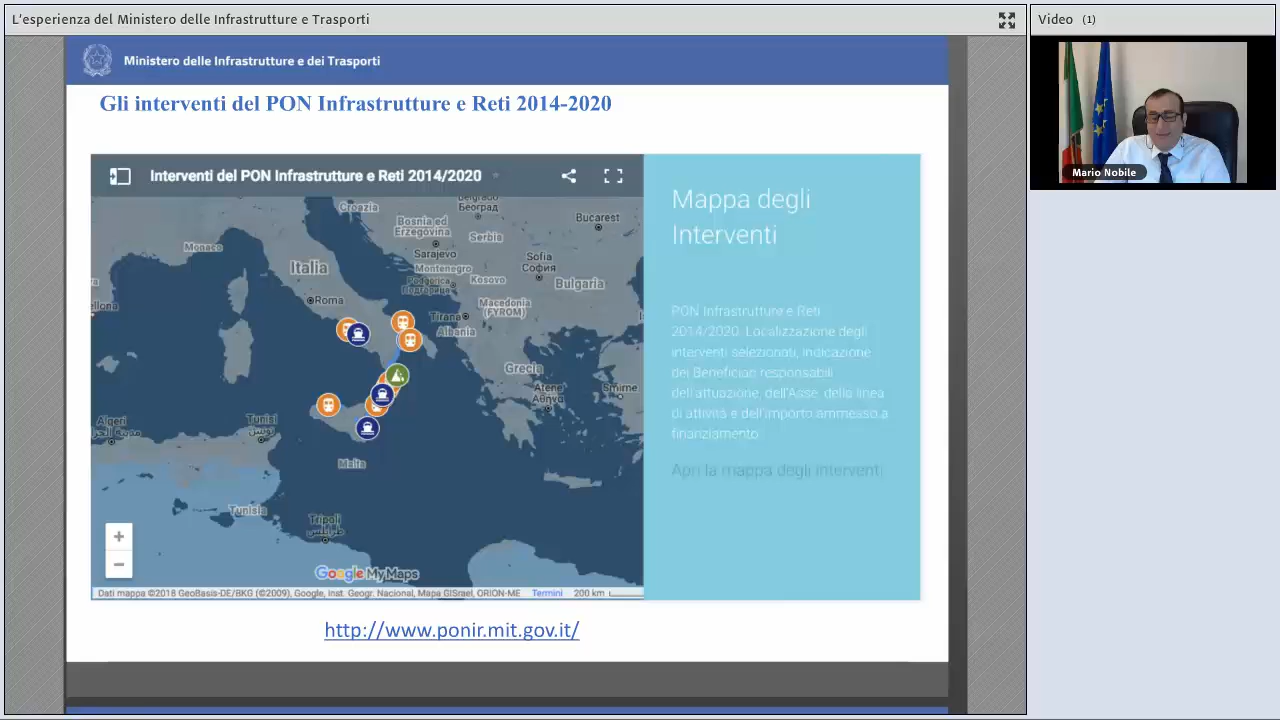 L'esperienza del Ministero delle Infrastrutture e Trasporti
Video (1)
Mario Nobile
Ministero delle Infrastrutture e dei Trasporti
Gli interventi del PON Infrastrutture e Reti 2014-2020
Interventi del PON Infrastrutture e Reti 2014/2020
Croazia
Београд
Bosnia ed
Erzegovina
Bucarest
Serbia
Monaco
Sarajevo
Sofia
София
Italia
Montenegro
Kosovo
Bulgaria
Macedonia
(FYROM)
Roma
Tirana
Albania
Grecia
Atene
Αθήνα
Smirne
Algeri
Tunisi
تونس
Malta
Tunisia
Tripoli
طرابلس
+
−
Google My Maps
Dati mappa ©2018 GeoBasis-DE/BKG (©2009), Google, Inst. Geogr. Nacional, Mapa GISrael, ORION-ME Termini 200 km
Mappa degli
Interventi
PON Infrastrutture e Reti
2014/2020. Localizzazione degli
interventi selezionati, indicazione
dei Beneficiari responsabili
dell'attuazione, dell'Asse, della linea
di attività e dell'importo ammesso a
finanziamento.
Apri la mappa degli interventi
http://www.ponir.mit.gov.it/